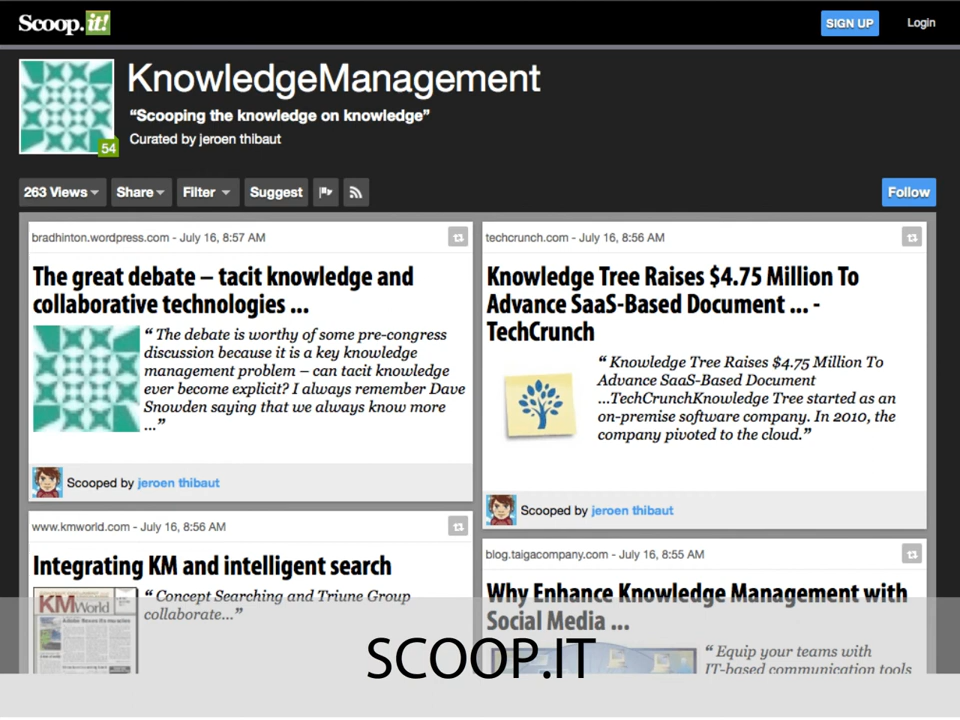 Scoop.it!
SIGN UP
Login
KnowledgeManagement
“Scooping the knowledge on knowledge”
Curated by jeroen thibaut
54
263 Views
Share
Filter
Suggest
Follow
bradhinton.wordpress.com - July 16, 8:57 AM
The great debate – tacit knowledge and
collaborative technologies ...
“ The debate is worthy of some pre-congress
discussion because it is a key knowledge
management problem – can tacit knowledge
ever become explicit? I always remember Dave
Snowden saying that we always know more
...”
Scooped by jeroen thibaut
techcrunch.com - July 16, 8:56 AM
Knowledge Tree Raises $4.75 Million To
Advance SaaS-Based Document ... -
TechCrunch
“ Knowledge Tree Raises $4.75 Million To
Advance SaaS-Based Document
...TechCrunchKnowledge Tree started as an
on-premise software company. In 2010, the
company pivoted to the cloud.”
Scooped by jeroen thibaut
www.kmworld.com - July 16, 8:56 AM
Integrating KM and intelligent search
KMWorld
“ Concept Searching and Triune Group
collaborate...”
blog.taigacompany.com - July 16, 8:55 AM
Why Enhance Knowledge Management with
Social Media ...
“ Equip your teams with
IT-based communication tools
SCOOP.IT